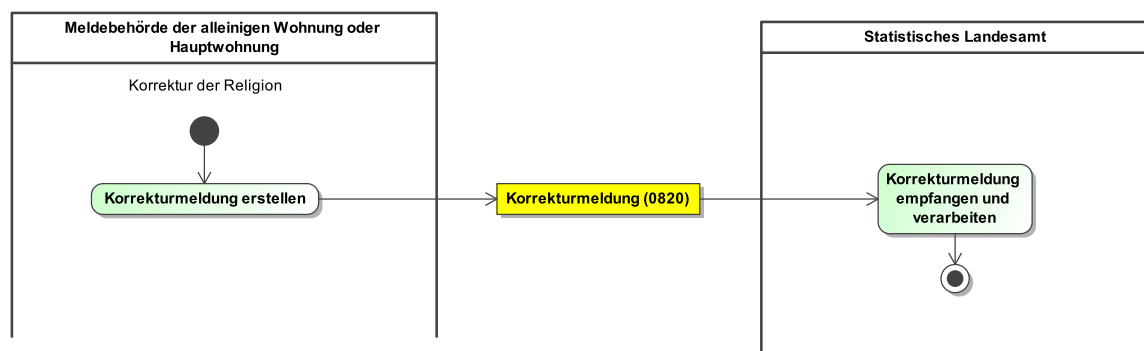 Meldebehörde der alleinigen Wohnung oder
Hauptwohnung
Statistisches Landesamt
Korrektur der Religion
Korrekturmeldung erstellen
Korrekturmeldung (0820)
Korrekturmeldung
empfangen und
verarbeiten